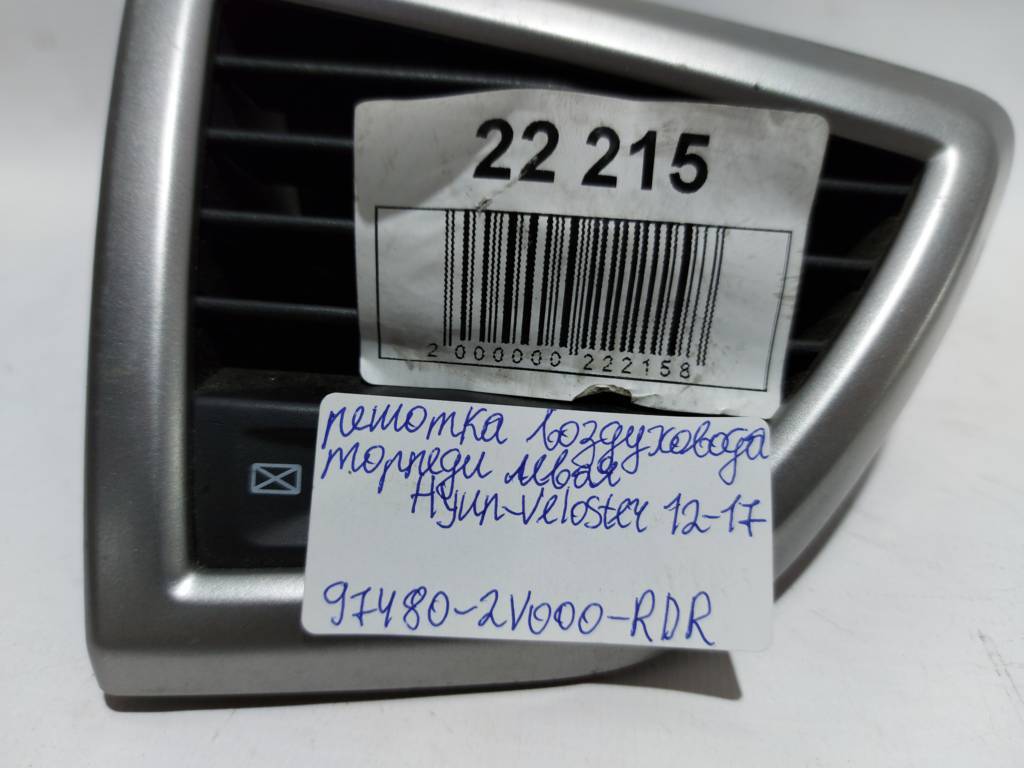 22 215
2 000000 222158
решотка воздуховода
торпеди левая
Hyun-Veloster 12-17
97480-2V000-RDR